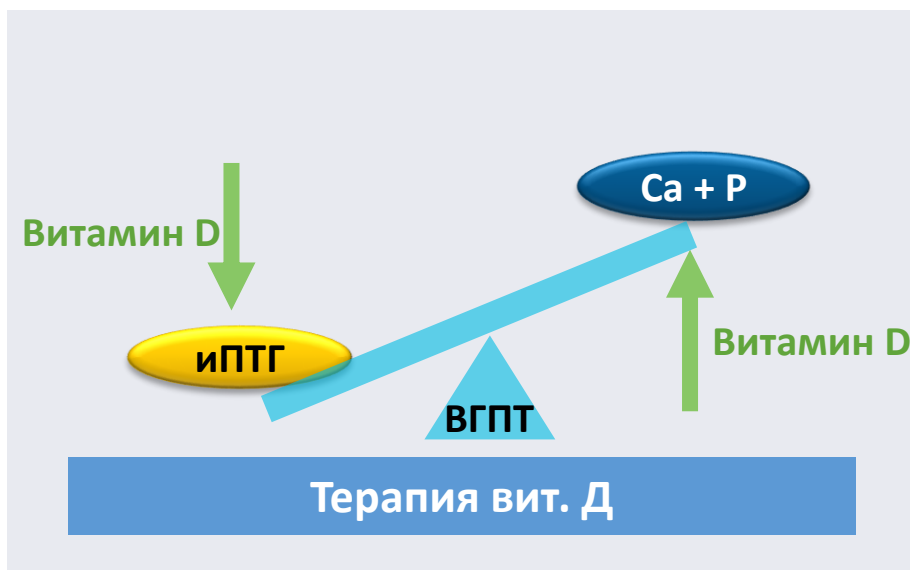 Ca + P
Витамин D
Витамин D
иПТГ
ВГПТ
Терапия вит. Д